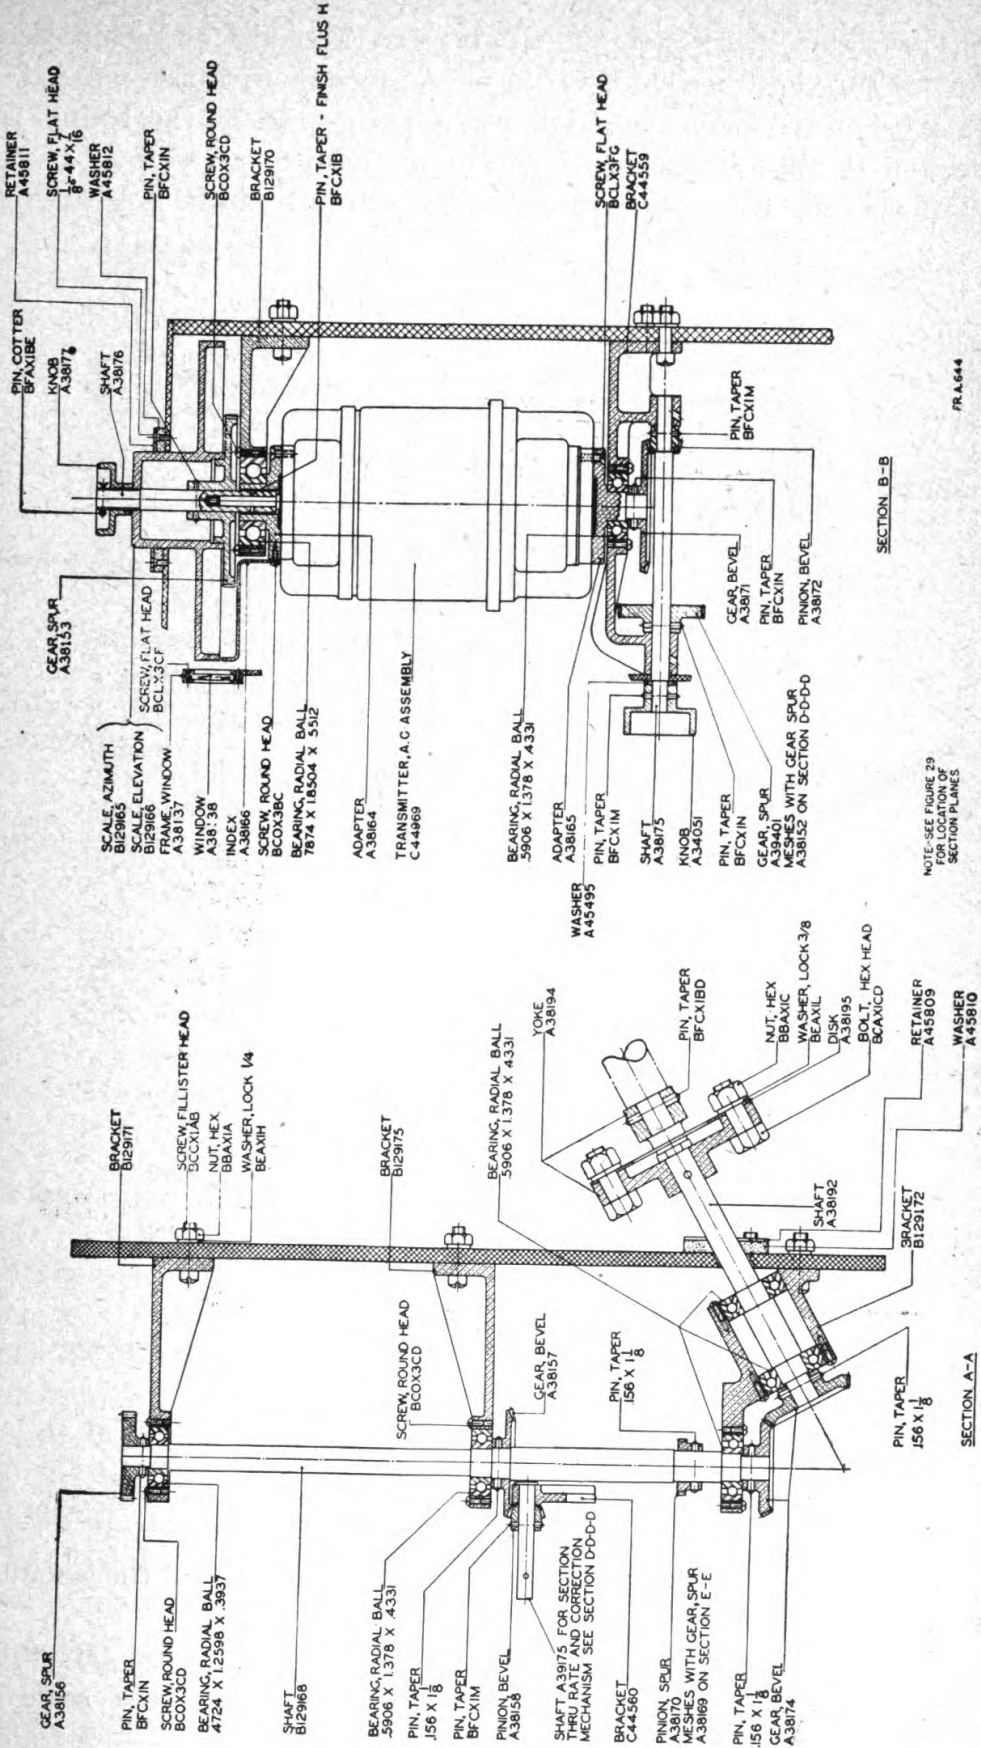 RETAINER
A45811
SCREW, FLAT HEAD
1/8-44 X 7/16
WASHER
A45812
PIN, TAPER
BFCX1N
SCREW, ROUND HEAD
BCOX3CD
BRACKET
B129170
PIN, TAPER - FINISH FLUSH
BFCX1B
PIN, COTTER
BFAX1BE
KNOB
A38177
SHAFT
A38176
GEAR, SPUR
A38153
SCREW, FLAT HEAD
BCLX3CF
SCALE, AZIMUTH
B129165
SCALE, ELEVATION
B129166
FRAME, WINDOW
A38137
WINDOW
A38138
INDEX
A38166
SCREW, ROUND HEAD
BCOX3BC
BEARING, RADIAL BALL
.7874 X 1.8504 X .5512
ADAPTER
A38164
TRANSMITTER, A.C ASSEMBLY
C44969
BEARING, RADIAL BALL
.5906 X 1.378 X .4331
ADAPTER
A38165
WASHER
A45495
PIN, TAPER
BFCX1M
SHAFT
A38175
KNOB
A34051
PIN, TAPER
BFCX1N
GEAR, SPUR
A39401
MESHES WITH GEAR SPUR
A38152 ON SECTION D-D-D-D
SCREW, FLAT HEAD
BCLX3FG
BRACKET
C44559
PIN, TAPER
BFCX1M
GEAR, BEVEL
A38171
PIN, TAPER
BFCX1N
PINION, BEVEL
A38172
SECTION B-B
FR.A.644
NOTE:-SEE FIGURE 29
FOR LOCATION OF
SECTION PLANES
BRACKET
B129171
SCREW, FILLISTER HEAD
BCCX1AB
NUT, HEX
BBAX1A
WASHER, LOCK 1/4
BEAX1H
BRACKET
B129175
BEARING, RADIAL BALL
.5906 X 1.378 X .4331
YOKE
A38194
PIN, TAPER
BFCX1BD
NUT, HEX
BBAX1C
WASHER, LOCK 3/8
BEAX1L
DISK
A38195
BOLT, HEX HEAD
BCAX1CD
RETAINER
A45809
WASHER
A45810
SHAFT
A38192
BRACKET
B129172
SCREW, ROUND HEAD
BCOX3CD
GEAR, BEVEL
A38157
PIN, TAPER
.156 X 1 1/8
PIN, TAPER
.156 X 1 1/8
SECTION A-A
GEAR, SPUR
A38156
PIN, TAPER
BFCX1N
SCREW, ROUND HEAD
BCOX3CD
BEARING, RADIAL BALL
.4724 X 1.2598 X .3937
SHAFT
B129168
BEARING, RADIAL BALL
.5906 X 1.378 X .4331
PIN, TAPER
.156 X 1 1/8
PIN, TAPER
BFCX1M
PINION, BEVEL
A38158
SHAFT A39175 FOR SECTION
THRU RATE AND CORRECTION
MECHANISM SEE SECTION D-D-D-D
BRACKET
C44560
PINION, SPUR
A38170
MESHES WITH GEAR, SPUR
A38169 ON SECTION E-E
PIN, TAPER
.156 X 1 1/8
GEAR, BEVEL
A38174